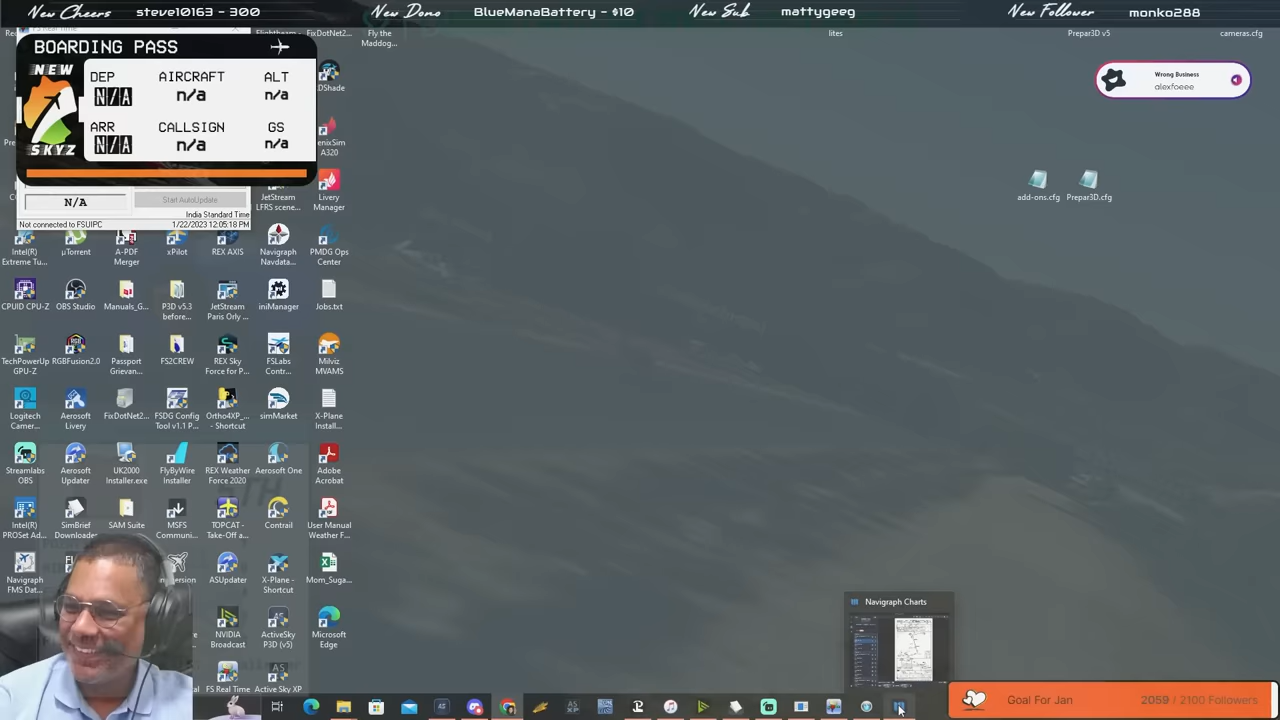 New Cheers steve10163 - 300 New Dono BlueManaBattery - $10 New Sub mattygeeg New Follower monko288
BOARDING PASS
NEW SKYZ
DEP N/A
AIRCRAFT n/a
ALT n/a
ARR N/A
CALLSIGN n/a
GS n/a
N/A
Start AutoUpdate
India Standard Time
Not connected to FSUIPC
1/22/2023 12:05:18 PM
FixDotNet2...
Fly the Maddog...
lites
Prepar3D v5
cameras.cfg
Wrong Business
alexfoeee
add-ons.cfg
Prepar3D.cfg
JetStream LFRS scene...
Livery Manager
Intel(R) Extreme Tu...
µTorrent
A-PDF Merger
xPilot
REX AXIS
Navigraph Navdata...
PMDG Ops Center
CPUID CPU-Z
OBS Studio
Manuals_G...
P3D v5.3 before...
JetStream Paris Orly ...
iniManager
Jobs.txt
TechPowerUp GPU-Z
RGBFusion2.0
Passport Grievan...
FS2CREW
REX Sky Force for P...
FSLabs Contr...
Milviz MVAMS
Logitech Camer...
Aerosoft Livery
FixDotNet2...
FSDG Config Tool v1.1 P...
Ortho4XP_... - Shortcut
simMarket
X-Plane Install...
Streamlabs OBS
Aerosoft Updater
UK2000 Installer.exe
FlyByWire Installer
REX Weather Force 2020
Aerosoft One
Adobe Acrobat
Intel(R) PROSet Ad...
SimBrief Downloader
SAM Suite
MSFS Communi...
TOPCAT - Take-Off a...
Contrail
User Manual Weather F...
Navigraph FMS Dat...
ASUpdater
X-Plane - Shortcut
Mom_Suga...
NVIDIA Broadcast
ActiveSky P3D (v5)
Microsoft Edge
FS Real Time
Active Sky XP
Navigraph Charts
Goal For Jan 2059 / 2100 Followers